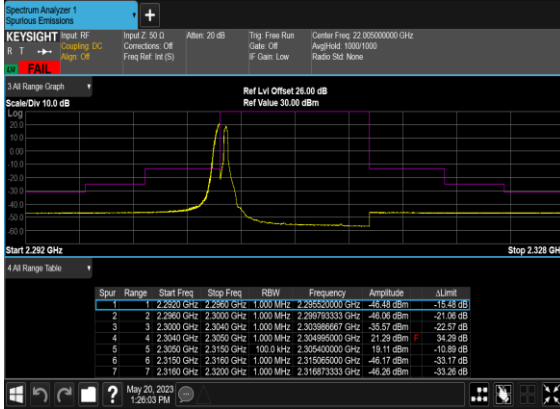 Spectrum Analyzer 1
Spurious Emissions
KEYSIGHT Input: RF Input Z: 50 Ω Atten: 20 dB Trig: Free Run Center Freq: 22.005000000 GHz
R T Coupling: DC Corrections: Off Gate: Off Avg|Hold: 1000/1000
Align: Off Freq Ref: Int (S) IF Gain: Low Radio Std: None
FAIL
3 All Range Graph
Ref Lvl Offset 26.00 dB
Scale/Div 10.0 dB Ref Value 30.00 dBm
Log
20.0
10.0
0.00
-10.0
-20.0
-30.0
-40.0
-50.0
-60.0
Start 2.292 GHz Stop 2.328 GH
4 All Range Table
Spur Range Start Freq Stop Freq RBW Frequency Amplitude ΔLimit
1 1 2.2920 GHz 2.2960 GHz 1.000 MHz 2.295520000 GHz -46.48 dBm -15.48 dB
2 2 2.2960 GHz 2.3000 GHz 1.000 MHz 2.299793333 GHz -46.06 dBm -21.06 dB
3 3 2.3000 GHz 2.3040 GHz 1.000 MHz 2.303986667 GHz -35.57 dBm -22.57 dB
4 4 2.3040 GHz 2.3050 GHz 1.000 MHz 2.304995000 GHz 21.29 dBm F 34.29 dB
5 5 2.3050 GHz 2.3150 GHz 100.0 kHz 2.305400000 GHz 19.11 dBm -10.89 dB
6 6 2.3150 GHz 2.3160 GHz 1.000 MHz 2.315065000 GHz -46.17 dBm -33.17 dB
7 7 2.3160 GHz 2.3200 GHz 1.000 MHz 2.316873333 GHz -46.26 dBm -33.26 dB
May 20, 2023
1:26:03 PM